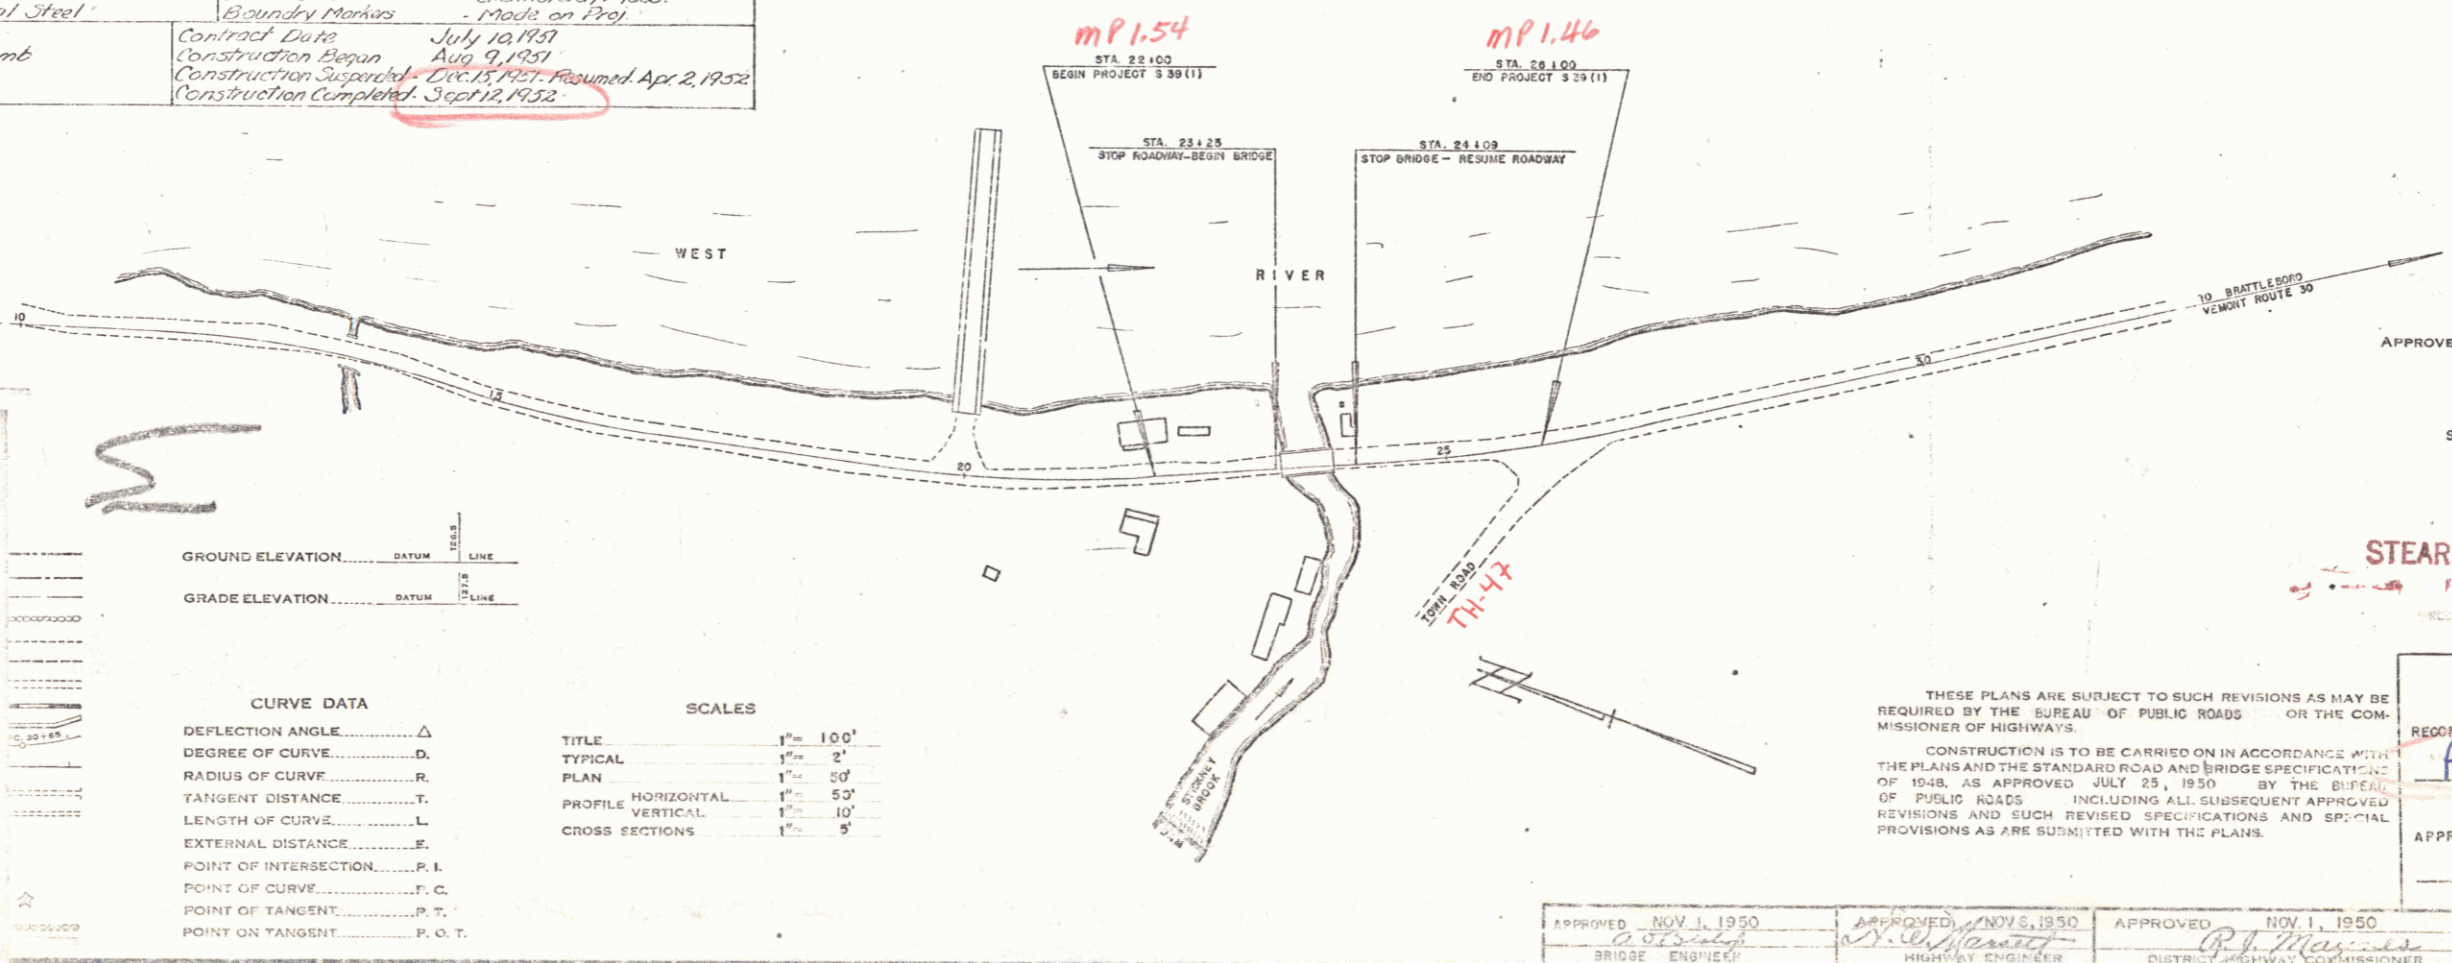 al Steel
Boundry Markers - Made on Proj.
Contract Date July 10, 1951
Construction Began Aug 9, 1951
Construction Suspended - Dec. 15, 1951 - Resumed. Apr. 2, 1952
Construction Completed - Sept 12, 1952
MP 1.54
STA. 22+00
BEGIN PROJECT S 39 (1)
MP 1.46
STA. 26+00
END PROJECT S 39 (1)
STA. 23+23
STOP ROADWAY-BEGIN BRIDGE
STA. 24+09
STOP BRIDGE - RESUME ROADWAY
WEST
RIVER
TO BRATTLEBORO
VEMONT ROUTE 30
APPROVE
10
15
20
25
30
TOWN ROAD
TH-47
STICKNEY
BROOK
GROUND ELEVATION DATUM 126.5 LINE
GRADE ELEVATION DATUM 127.5 LINE
STEAR
CURVE DATA
DEFLECTION ANGLE △
DEGREE OF CURVE D.
RADIUS OF CURVE R.
TANGENT DISTANCE T.
LENGTH OF CURVE L.
EXTERNAL DISTANCE E.
POINT OF INTERSECTION P. I.
POINT OF CURVE P. C.
POINT OF TANGENT P. T.
POINT ON TANGENT P. O. T.
SCALES
TITLE 1"= 100'
TYPICAL 1"= 2'
PLAN 1"= 50'
PROFILE HORIZONTAL 1"= 50'
VERTICAL 1"= 10'
CROSS SECTIONS 1"= 5'
THESE PLANS ARE SUBJECT TO SUCH REVISIONS AS MAY BE
REQUIRED BY THE BUREAU OF PUBLIC ROADS OR THE COM-
MISSIONER OF HIGHWAYS.
CONSTRUCTION IS TO BE CARRIED ON IN ACCORDANCE WITH
THE PLANS AND THE STANDARD ROAD AND BRIDGE SPECIFICATIONS
OF 1948, AS APPROVED JULY 25, 1950 BY THE BUREAU
OF PUBLIC ROADS INCLUDING ALL SUBSEQUENT APPROVED
REVISIONS AND SUCH REVISED SPECIFICATIONS AND SPECIAL
PROVISIONS AS ARE SUBMITTED WITH THE PLANS.
RECOM
APPR
APPROVED NOV. 1, 1950
BRIDGE ENGINEER
APPROVED NOV 8, 1950
HIGHWAY ENGINEER
APPROVED NOV. 1, 1950
DISTRICT HIGHWAY COMMISSIONER